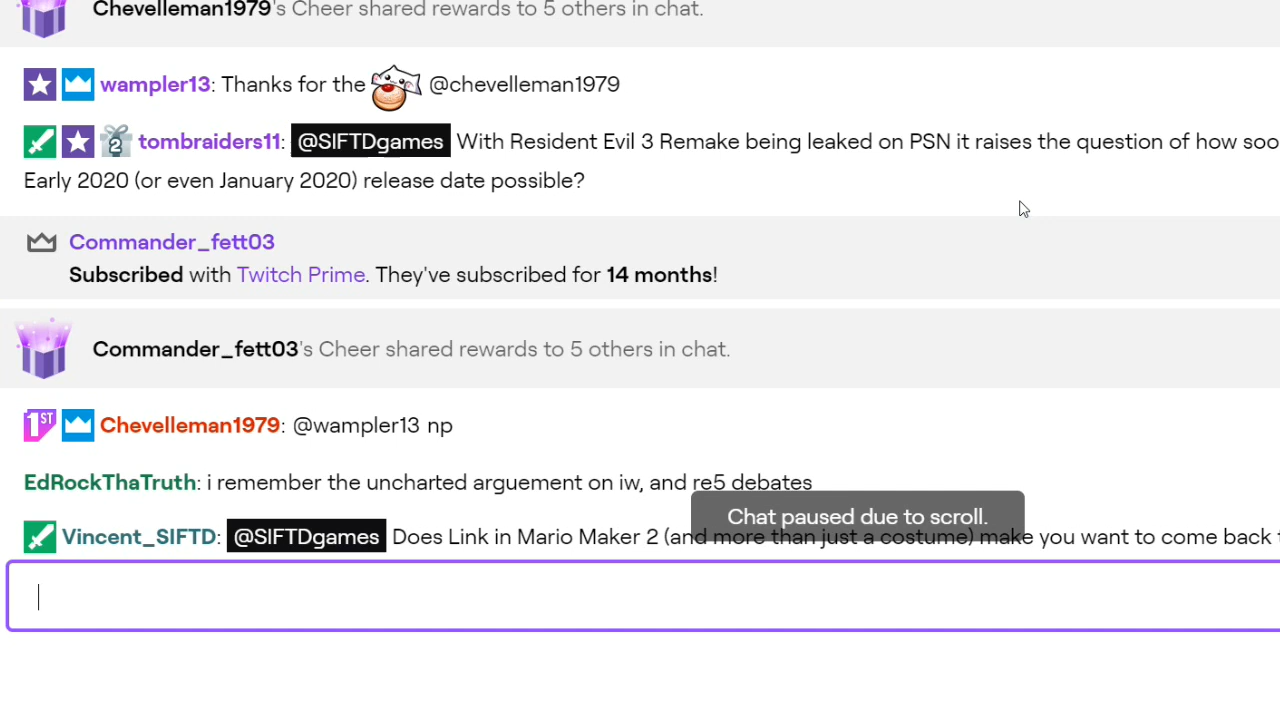 Chevelleman1979's Cheer shared rewards to 5 others in chat.
wampler13: Thanks for the @chevelleman1979
2 tombraiders11: @SIFTDgames With Resident Evil 3 Remake being leaked on PSN it raises the question of how soo
Early 2020 (or even January 2020) release date possible?
Commander_fett03
Subscribed with Twitch Prime. They've subscribed for 14 months!
Commander_fett03's Cheer shared rewards to 5 others in chat.
1ST Chevelleman1979: @wampler13 np
EdRockThaTruth: i remember the uncharted arguement on iw, and re5 debates
Chat paused due to scroll.
Vincent_SIFTD: @SIFTDgames Does Link in Mario Maker 2 (and more than just a costume) make you want to come back